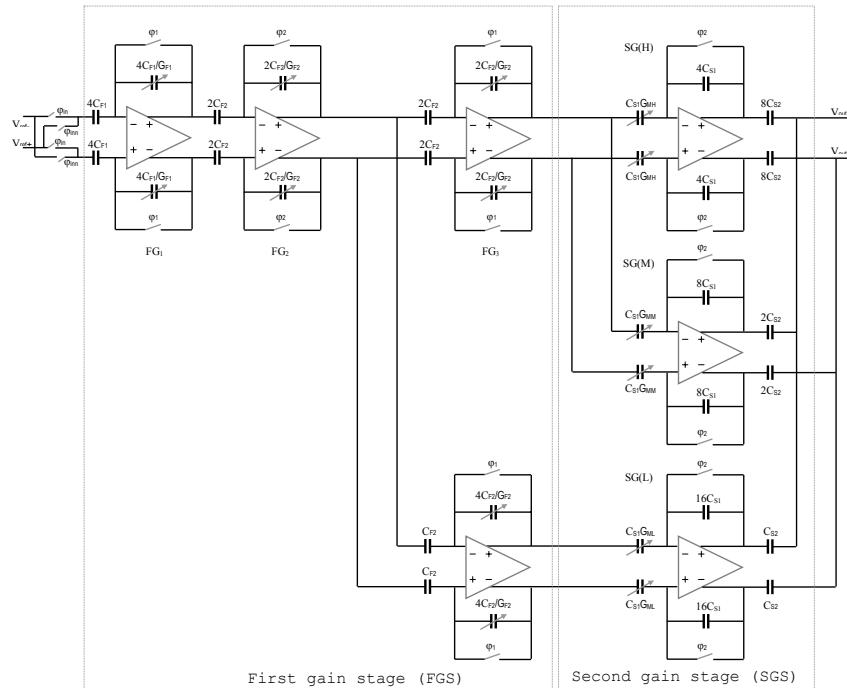 φ1 φ2 φ1 SG(H) φ2
4CF1/GF1 2CF2/GF2 2CF2/GF2 4CS1
φin 4CF1 2CF2 2CF2 CS1GMH 8CS2 Vout
Vref- φinn
Vref+ φin
φinn 4CF1 2CF2 2CF2 CS1GMH 8CS2 Vout
− + − + − + − +
+ − + − + − + −
4CF1/GF1 2CF2/GF2 2CF2/GF2 4CS1
φ1 φ2 φ1 φ2
FG1 FG2 FG3
SG(M) φ2
8CS1
CS1GMM − + 2CS2
CS1GMM + − 2CS2
8CS1
φ2
φ1 SG(L) φ2
4CF2/GF2 16CS1
CF2 − + CS1GML − + CS2
CF2 + − CS1GML + − CS2
4CF2/GF2 16CS1
φ1 φ2
First gain stage (FGS) Second gain stage (SGS)